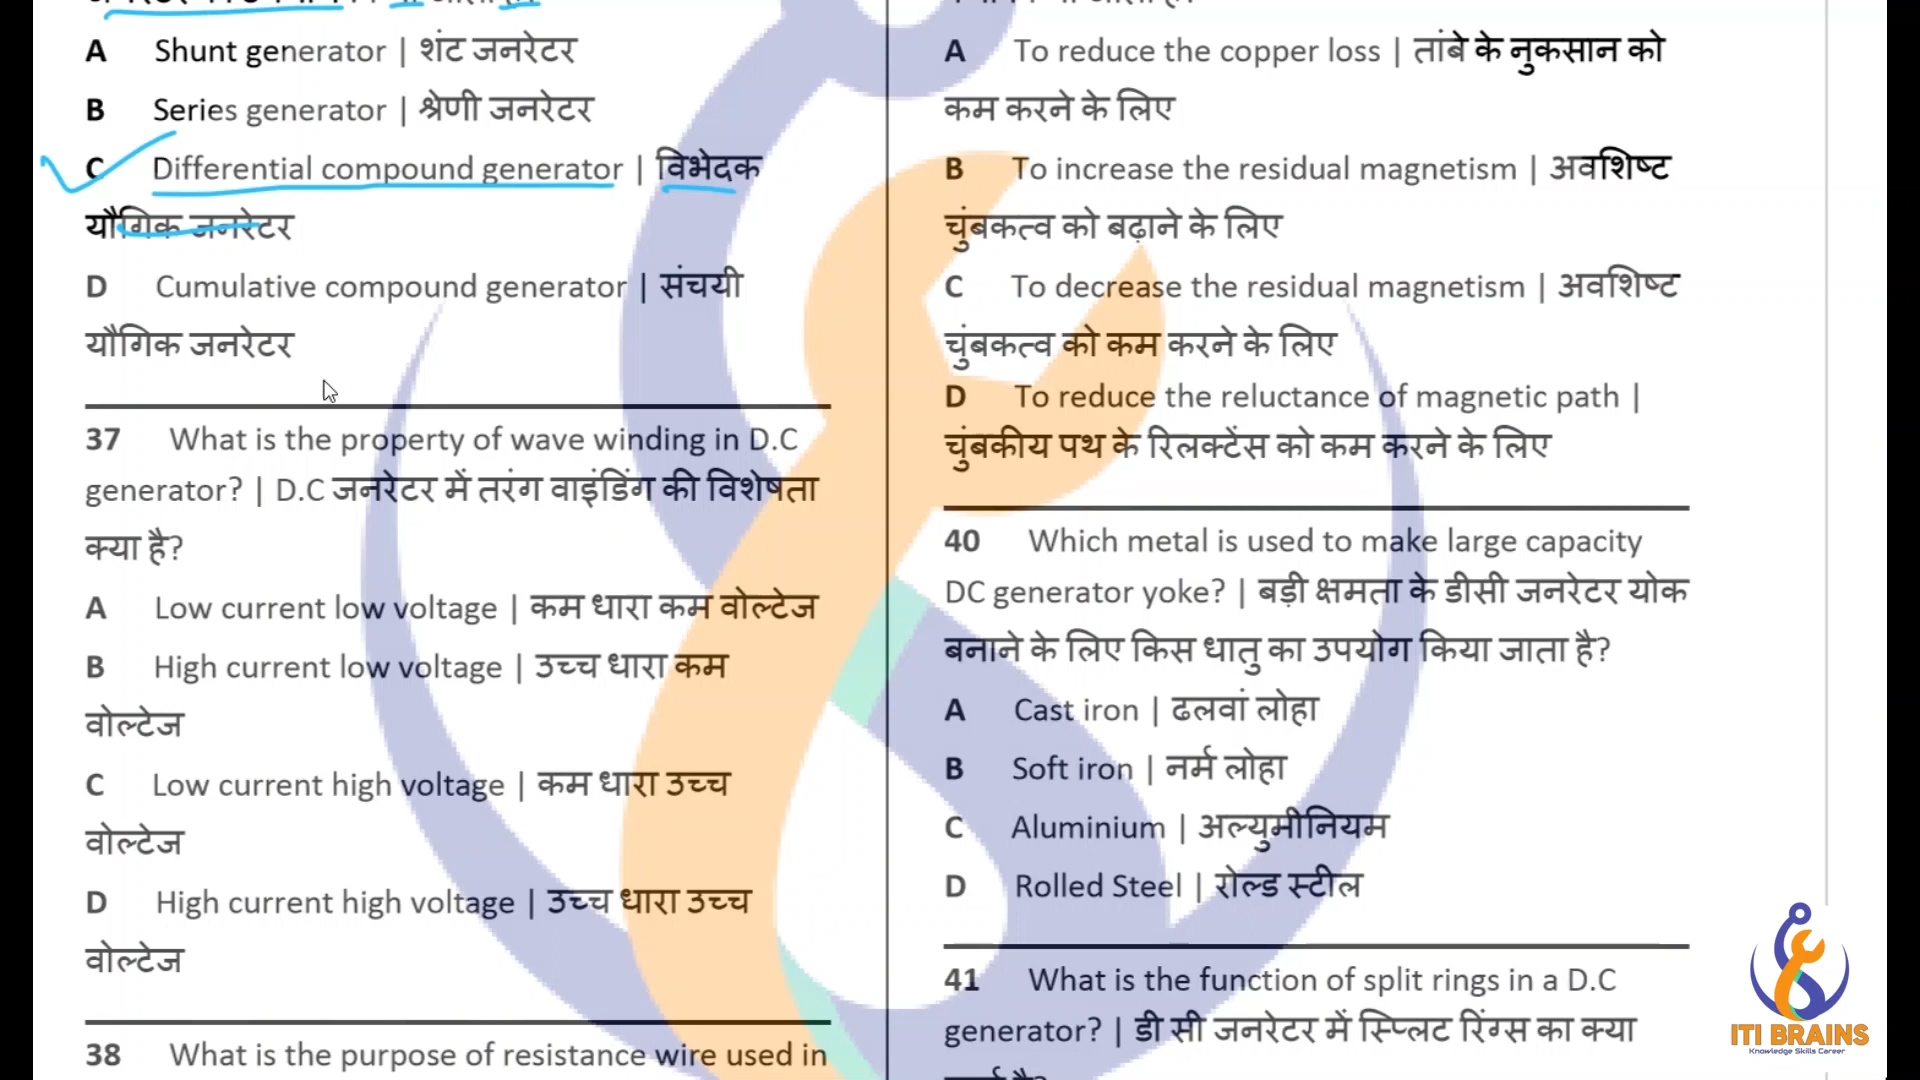 A Shunt generator | शंट जनरेटर
B Series generator | श्रेणी जनरेटर
C Differential compound generator | विभेदक
यौगिक जनरेटर
D Cumulative compound generator | संचयी
यौगिक जनरेटर
37 What is the property of wave winding in D.C
generator? | D.C जनरेटर में तरंग वाइंडिंग की विशेषता
क्या है?
A Low current low voltage | कम धारा कम वोल्टेज
B High current low voltage | उच्च धारा कम
वोल्टेज
C Low current high voltage | कम धारा उच्च
वोल्टेज
D High current high voltage | उच्च धारा उच्च
वोल्टेज
38 What is the purpose of resistance wire used in
A To reduce the copper loss | तांबे के नुकसान को
कम करने के लिए
B To increase the residual magnetism | अवशिष्ट
चुंबकत्व को बढ़ाने के लिए
C To decrease the residual magnetism | अवशिष्ट
चुंबकत्व को कम करने के लिए
D To reduce the reluctance of magnetic path |
चुंबकीय पथ के रिलक्टेंस को कम करने के लिए
40 Which metal is used to make large capacity
DC generator yoke? | बड़ी क्षमता के डीसी जनरेटर योक
बनाने के लिए किस धातु का उपयोग किया जाता है?
A Cast iron | ढलवां लोहा
B Soft iron | नर्म लोहा
C Aluminium | अल्युमीनियम
D Rolled Steel | रोल्ड स्टील
41 What is the function of split rings in a D.C
generator? | डी सी जनरेटर में स्प्लिट रिंग्स का क्या
ITI BRAINS
Knowledge Skills Career